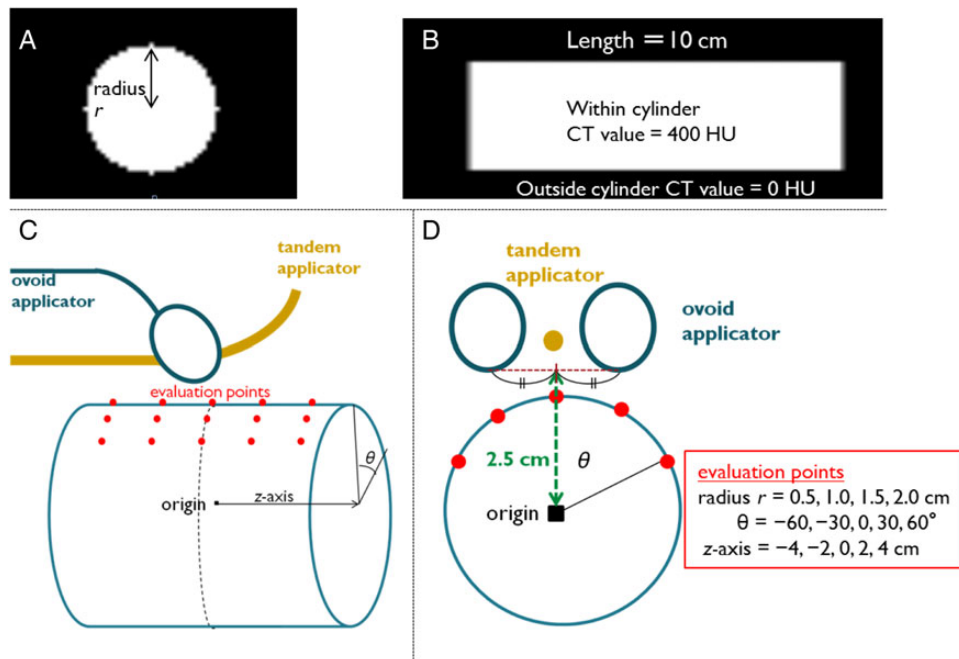 A
radius
r
B
Length = 10 cm
Within cylinder
CT value = 400 HU
Outside cylinder CT value = 0 HU
C
ovoid
applicator
tandem
applicator
evaluation points
θ
z-axis
origin
D
tandem
applicator
ovoid
applicator
2.5 cm
θ
origin
evaluation points
radius r = 0.5, 1.0, 1.5, 2.0 cm
θ = −60, −30, 0, 30, 60°
z-axis = −4, −2, 0, 2, 4 cm